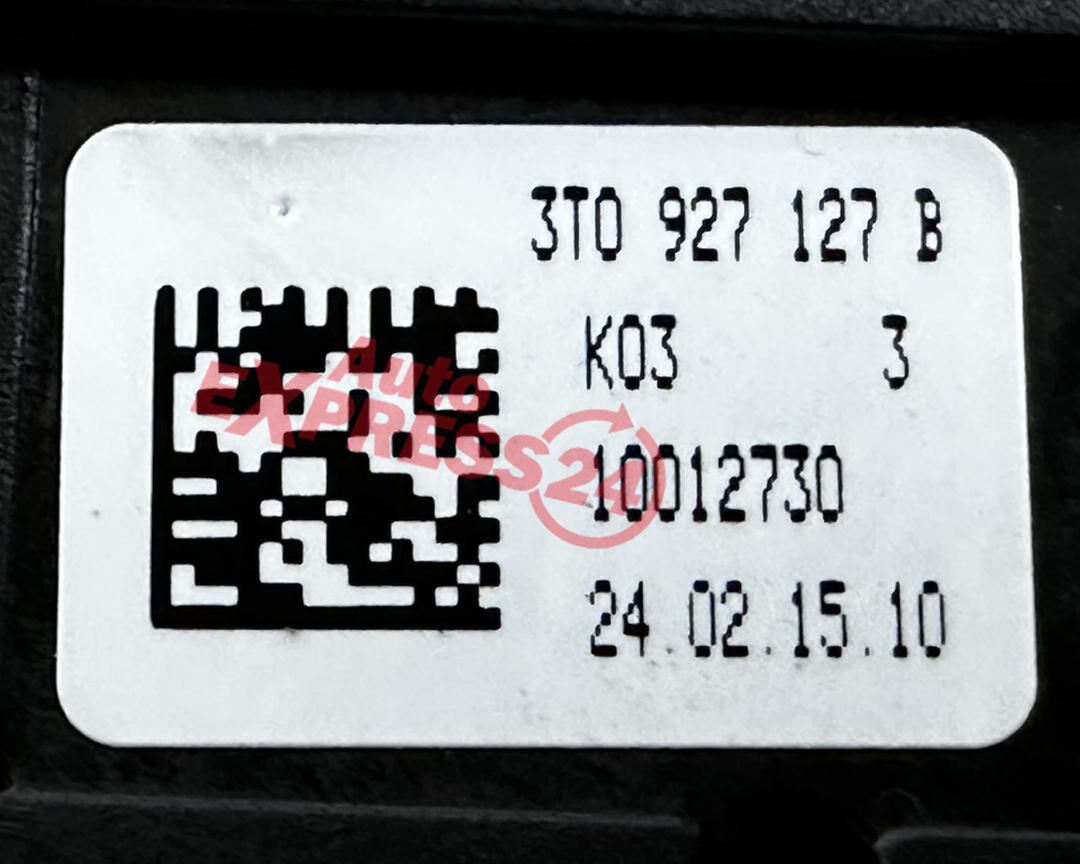 3T0 927 127 B
K03 3
Auto
EXPRESS24
10012730
24.02.15.10